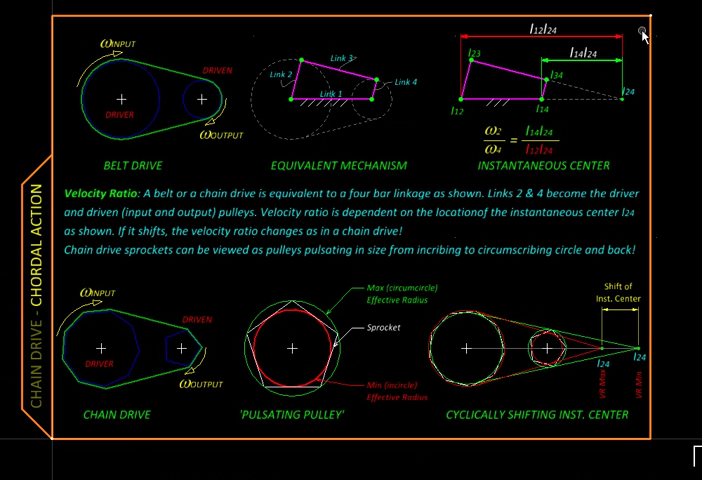 I12I24
ωINPUT
I23
Link 3
I14I24
DRIVEN
Link 2
I34
Link 4
Link 1
I24
DRIVER
I12
I14
ωOUTPUT
ω2
ω4
=
I14I24
I12I24
BELT DRIVE
EQUIVALENT MECHANISM
INSTANTANEOUS CENTER
Velocity Ratio: A belt or a chain drive is equivalent to a four bar linkage as shown. Links 2 & 4 become the driver
and driven (input and output) pulleys. Velocity ratio is dependent on the locationof the instantaneous center I24
as shown. If it shifts, the velocity ratio changes as in a chain drive!
Chain drive sprockets can be viewed as pulleys pulsating in size from incribing to circumscribing circle and back!
CHAIN DRIVE - CHORDAL ACTION
ωINPUT
Max (circumcircle)
Effective Radius
Shift of
Inst. Center
DRIVEN
Sprocket
DRIVER
I24
I24
ωOUTPUT
Min (incircle)
Effective Radius
VR-Max
VR-Min
CHAIN DRIVE
'PULSATING PULLEY'
CYCLICALLY SHIFTING INST. CENTER